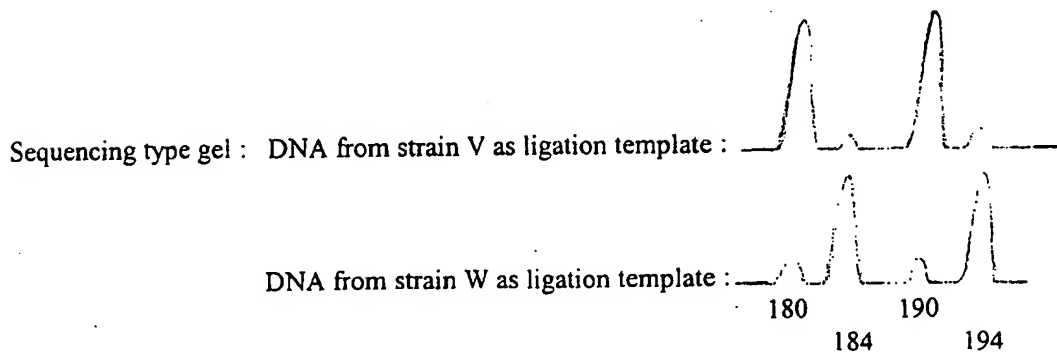 Sequencing type gel : DNA from strain V as ligation template :
DNA from strain W as ligation template :
180 190
184 194